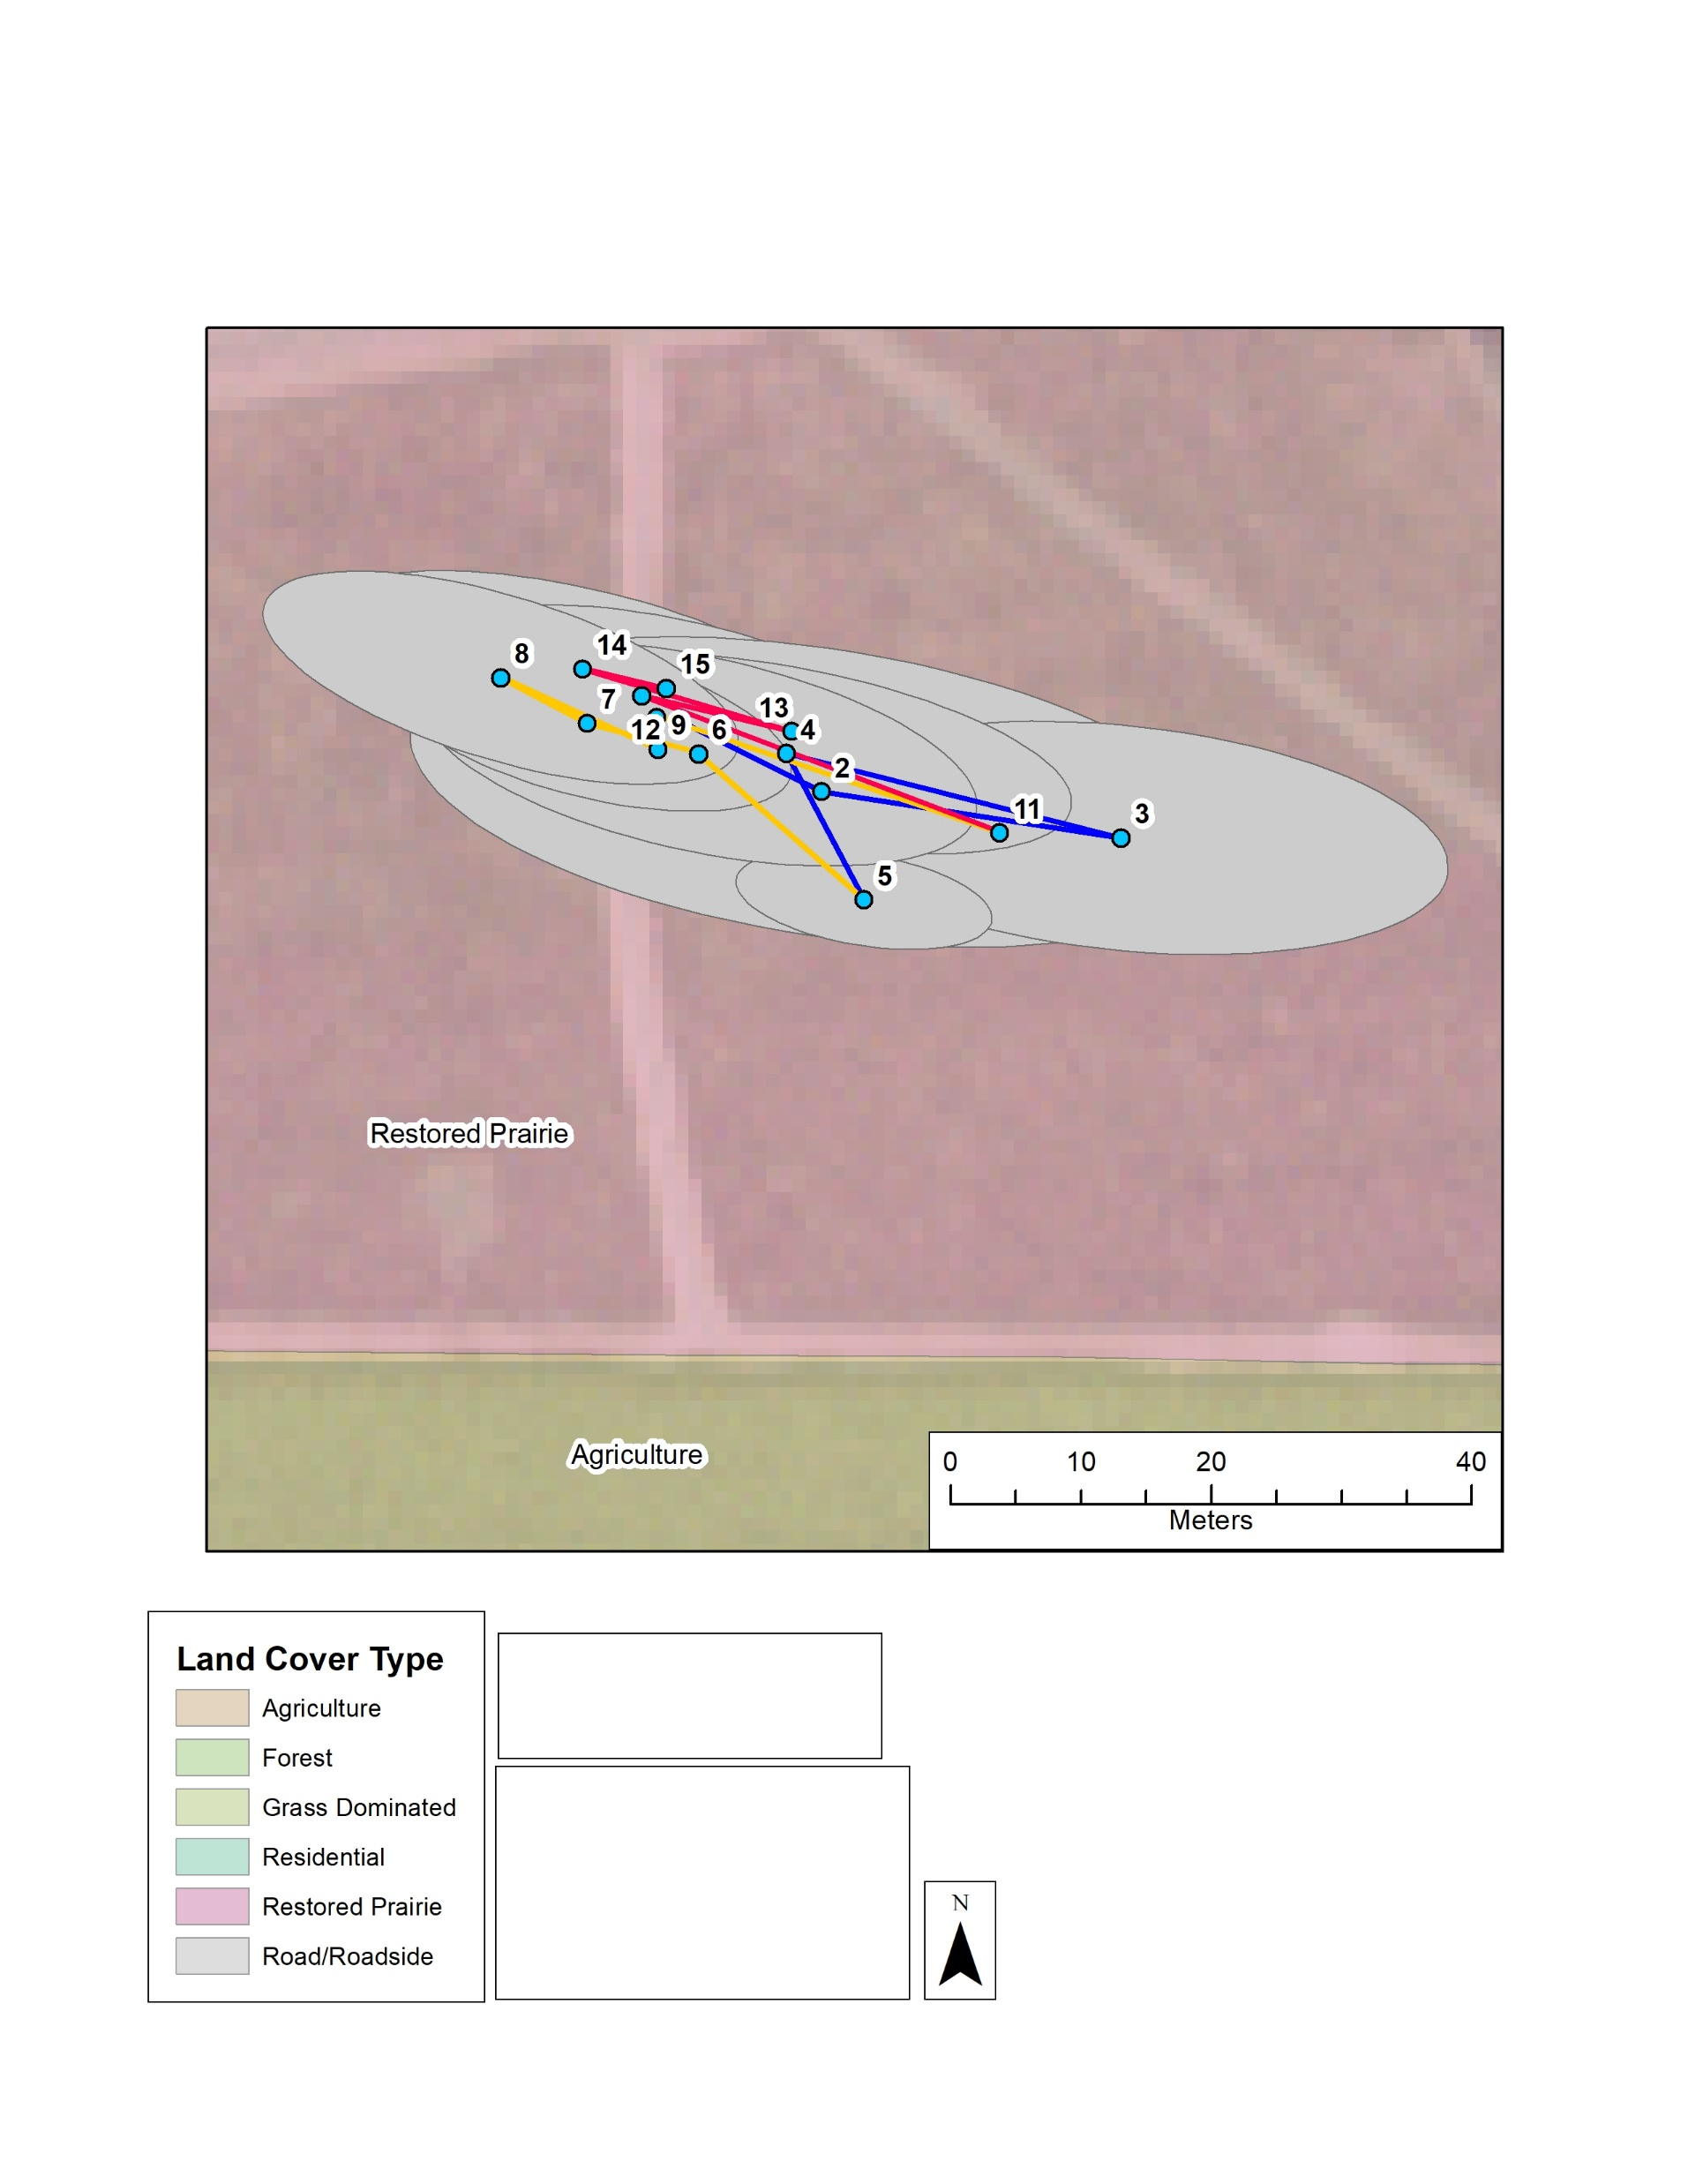 14
8
15
7
13
12 9 6 4
2
11 3
5
Restored Prairie
Agriculture
0 10 20 40
Meters
Land Cover Type
Agriculture
Forest
Grass Dominated
Residential
Restored Prairie
Road/Roadside
N